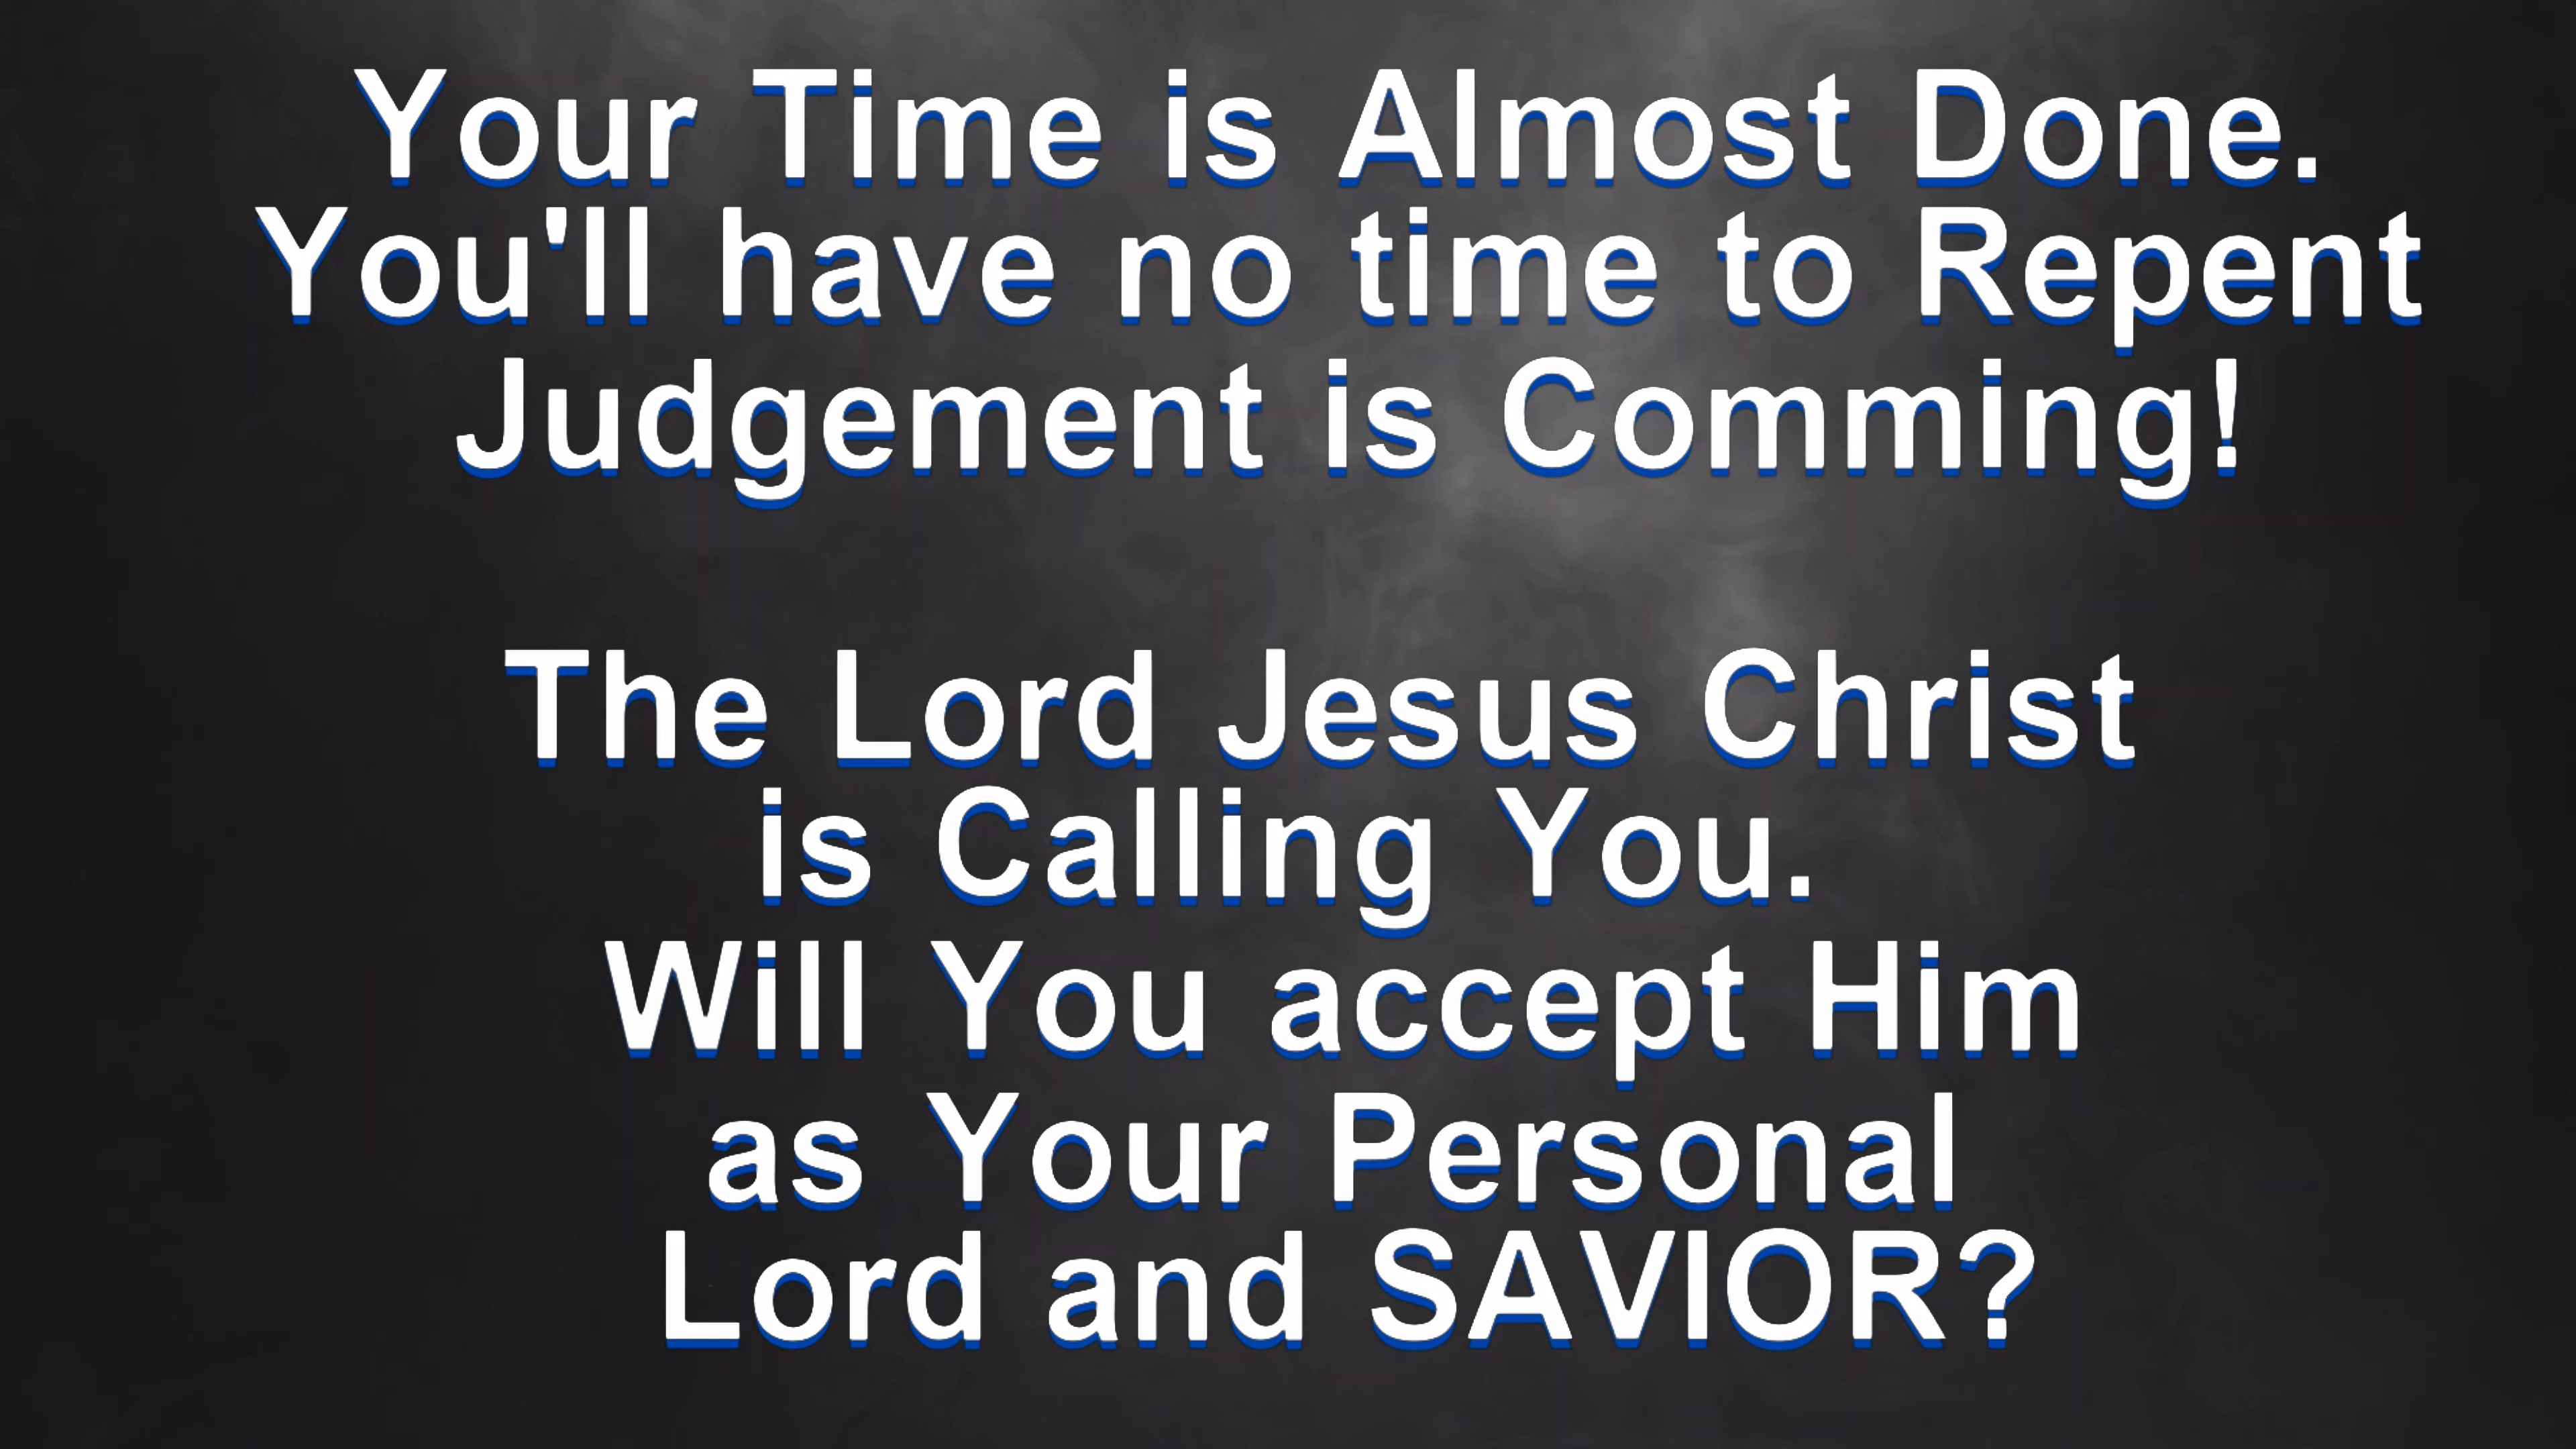 Your Time is Almost Done.
You'll have no time to Repent
Judgement is Comming!
The Lord Jesus Christ
is Calling You.
Will You accept Him
as Your Personal
Lord and SAVIOR?